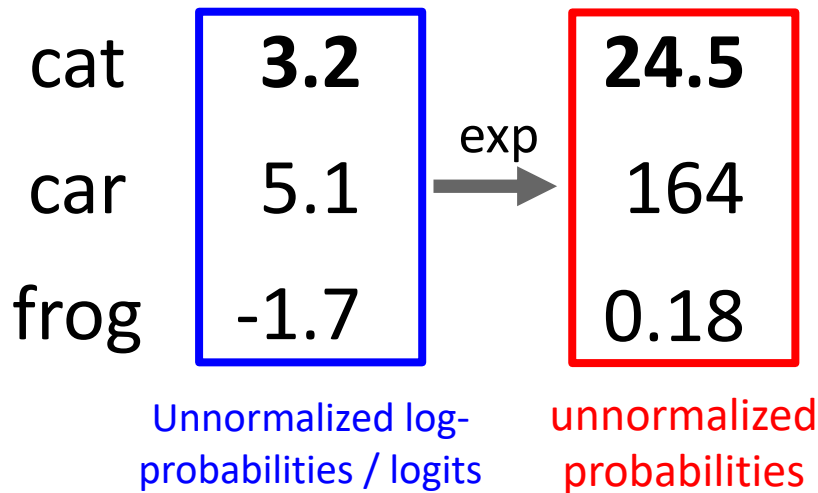 cat 3.2 24.5
exp
car 5.1 164
frog -1.7 0.18
Unnormalized log- unnormalized
probabilities / logits probabilities